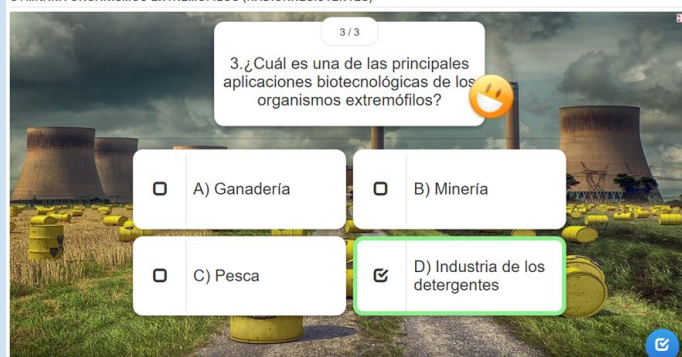 3 / 3
3.¿Cuál es una de las principales
aplicaciones biotecnológicas de los
organismos extremófilos?
A) Ganadería
B) Minería
C) Pesca
D) Industria de los
detergentes